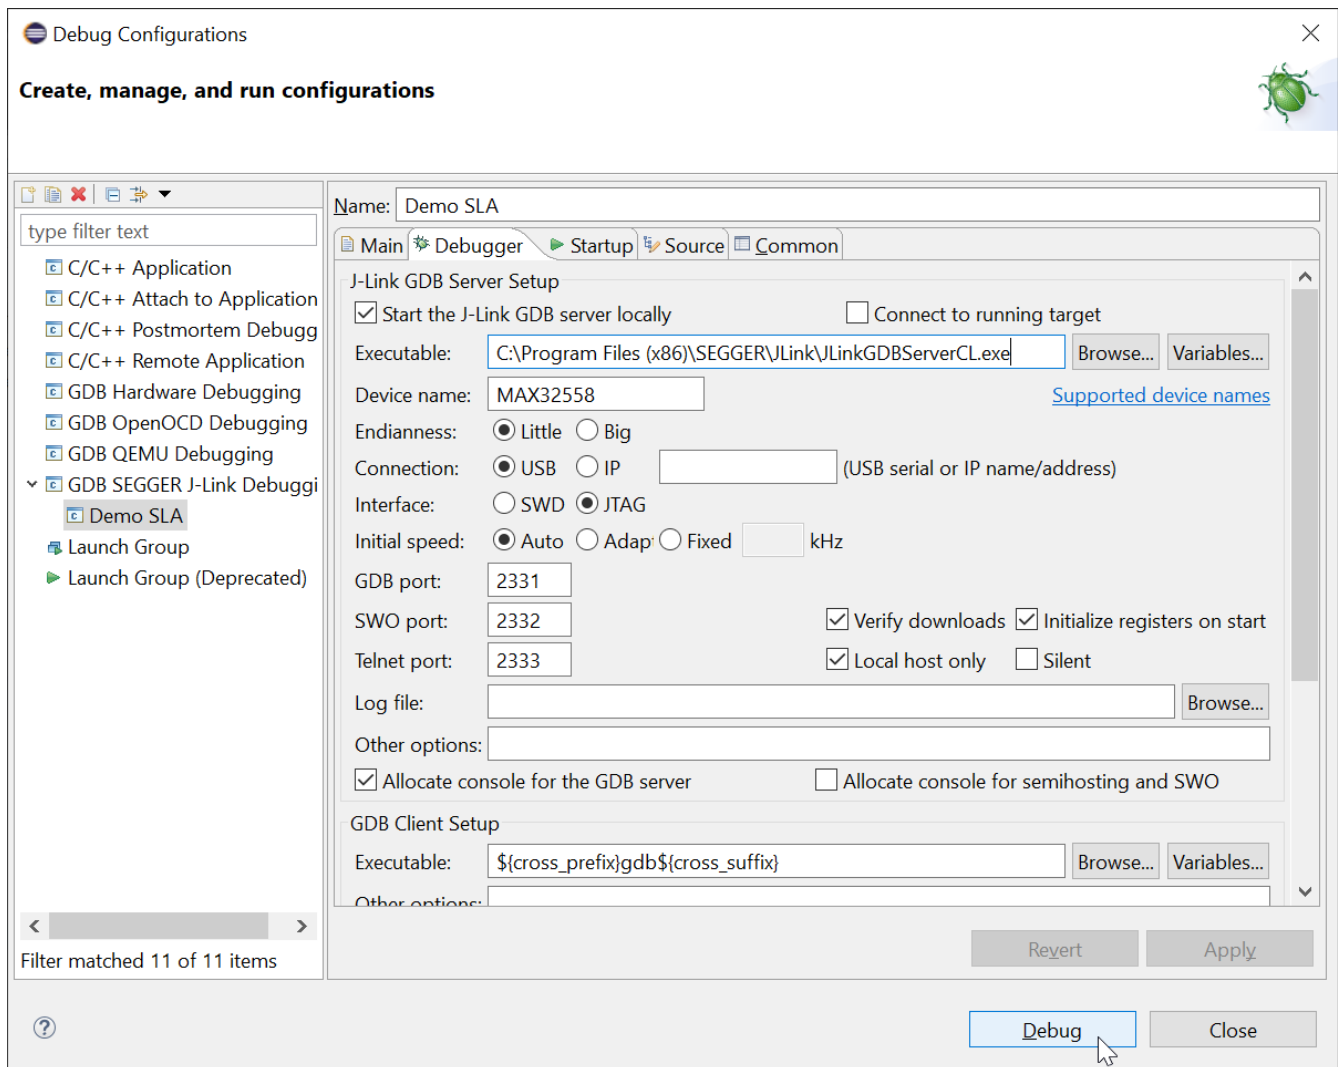 Debug Configurations
Create, manage, and run configurations
type filter text
C/C++ Application
C/C++ Attach to Application
C/C++ Postmortem Debugg
C/C++ Remote Application
GDB Hardware Debugging
GDB OpenOCD Debugging
GDB QEMU Debugging
GDB SEGGER J-Link Debuggi
Demo SLA
Launch Group
Launch Group (Deprecated)
Filter matched 11 of 11 items
Name: Demo SLA
Main Debugger Startup Source Common
J-Link GDB Server Setup
Start the J-Link GDB server locally Connect to running target
Executable: C:\Program Files (x86)\SEGGER\JLink\JLinkGDBServerCL.exe Browse... Variables...
Device name: MAX32558 Supported device names
Endianness: Little Big
Connection: USB IP (USB serial or IP name/address)
Interface: SWD JTAG
Initial speed: Auto Adapt Fixed kHz
GDB port: 2331
SWO port: 2332 Verify downloads Initialize registers on start
Telnet port: 2333 Local host only Silent
Log file: Browse...
Other options:
Allocate console for the GDB server Allocate console for semihosting and SWO
GDB Client Setup
Executable: ${cross_prefix}gdb${cross_suffix} Browse... Variables...
Other options:
Revert Apply
Debug Close